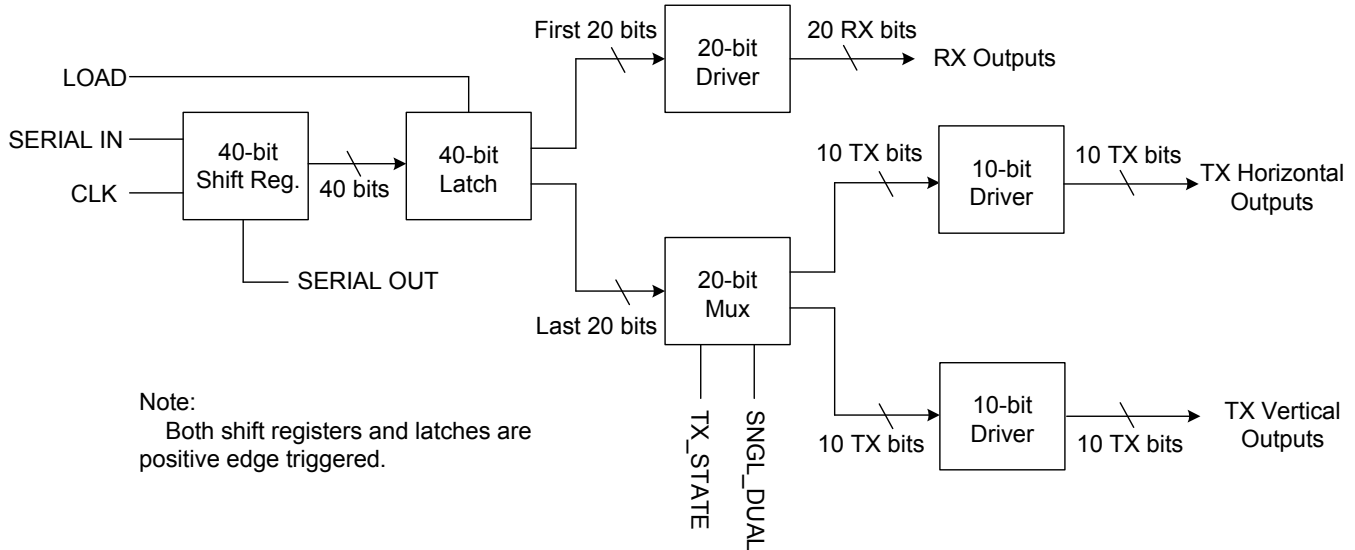 First 20 bits
20-bit
Driver
20 RX bits
RX Outputs
LOAD
SERIAL IN
CLK
40-bit
Shift Reg.
40 bits
40-bit
Latch
SERIAL OUT
10 TX bits
10-bit
Driver
10 TX bits
TX Horizontal
Outputs
Last 20 bits
20-bit
Mux
TX_STATE
SNGL_DUAL
10 TX bits
10-bit
Driver
10 TX bits
TX Vertical
Outputs
Note:
Both shift registers and latches are
positive edge triggered.